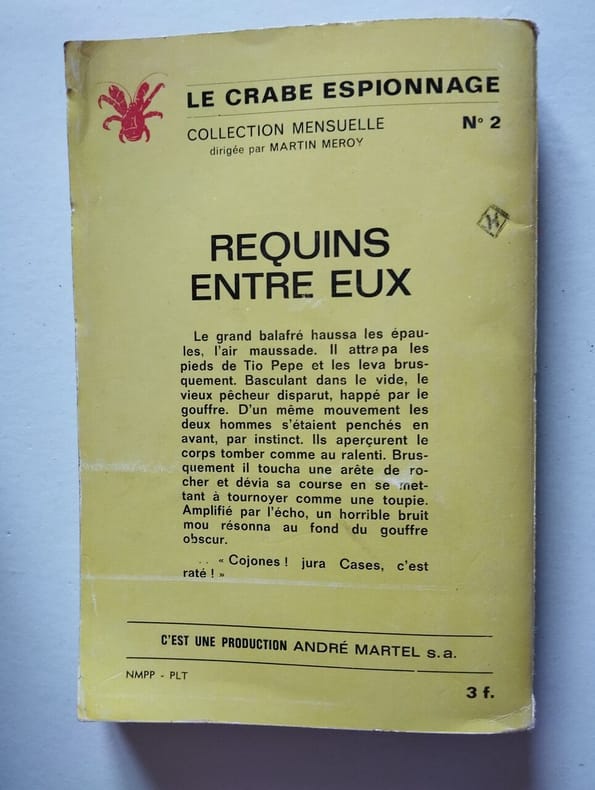 LE CRABE ESPIONNAGE
COLLECTION MENSUELLE N° 2
dirigée par MARTIN MEROY
REQUINS
ENTRE EUX
Le grand balafré haussa les épau-
les, l'air maussade. Il attrapa les
pieds de Tio Pepe et les leva brus-
quement. Basculant dans le vide, le
vieux pêcheur disparut, happé par le
gouffre. D'un même mouvement les
deux hommes s'étaient penchés en
avant, par instinct. Ils aperçurent le
corps tomber comme au ralenti. Brus-
quement il toucha une arête de ro-
cher et dévia sa course en se met-
tant à tournoyer comme une toupie.
Amplifié par l'écho, un horrible bruit
mou résonna au fond du gouffre
obscur.
... « Cojones ! jura Cases, c'est
raté ! »
C'EST UNE PRODUCTION ANDRÉ MARTEL s.a.
NMPP - PLT
3 f.